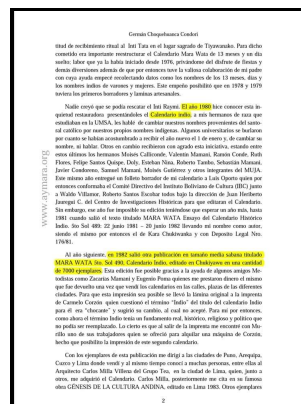 Germán Choquehuanca Condori
titud de recibimiento ritual al Inti Tata en el lugar sagrado de Tiyawanako. Para dicho
cometido era importante reestructurar el Calendario Mara Wata de 13 meses y un día
suelto; labor que ya la había iniciado desde 1976, privándome del disfrute de fiestas y
demás diversiones además de que por entonces tuve la valiosa colaboración de mi padre
con cuya ayuda empecé recolectando datos como los nombres de los 13 meses, días y
los nombres indios de varones y mujeres. Este empeño posibilitó que en 1978 y 1979
tuviera los primeros borradores y laminas artesanales.
Nadie creyó que se podía rescatar el Inti Raymi. El año 1980 hice conocer esta in-
quietud restauradora presentándoles el Calendario indio, a mis hermanos de raza que
estudiaban en la UMSA, les hablé de cambiar nuestros nombres provenientes del santo-
ral católico por nuestros propios nombres indígenas. Algunos universitarios se burlaron
por cuanto se habían acostumbrado a recibir el año nuevo el 1 de enero y, de cambiar su
nombre, ni hablar. Otros en cambio recibieron con agrado esta iniciativa, estando entre
estos últimos los hermanos Moisés Callizonde, Valentín Mamani, Ramón Conde, Ruth
Flores, Felipe Santos Quispe, Doly, Esteban Nina, Roberto Tambo, Sebastián Mamani,
Javier Condoreno, Samuel Mamani, Moisés Gutiérrez y otros integrantes del MUJA.
Este mismo año entregué un folleto borrador de mi calendario a Luís Oporto quien por
entonces conformaba el Comité Directivo del Instituto Boliviano de Cultura (IBC) junto
a Waldo Villamor, Roberto Santos Escobar todos bajo la dirección de Juan Heriberto
Jauregui C. del Centro de Investigaciones Históricas para que editaran el Calendario.
Sin embargo, ese año fue imposible su edición teniéndose que esperar un año más, hasta
1981 cuando salió el texto titulado MARA WATA Ensayo del Calendario Histórico
Indio. 5to Sol 489: 22 junio 1981 – 20 junio 1982 llevando mi nombre como autor,
siendo el mismo por entonces el de Kara Chukiwanka y con Deposito Legal Nro.
176/81.
Al año siguiente, en 1982 salió otra publicación en tamaño media sabana titulado
MARA WATA 5to. Sol 490. Calendario Indio, editado en Chukiyawu en una cantidad
de 7000 ejemplares. Esta edición fue posible gracias a la ayuda de algunos amigos Me-
todistas como Zacarías Mamani y Eugenio Poma quienes me prestaron dinero el mismo
que fue devuelto una vez que vendí los calendarios en las calles, plazas de las diferentes
ciudades. Para que esta impresión sea posible se llevó la lámina original a la imprenta
de Carmelo Corzón quien cuestionó el término "Indio" del titulo del calendario Indio
para él era "chocante" y sugirió su cambio, al cual no acepté. Para mi por entonces,
como ahora el término Indio tenía un fundamento real, histórico, religioso y político que
no podía ser reemplazado. Lo cierto es que al salir de la imprenta me encontré con Mo-
rillo uno de sus trabajadores quien se ofreció para alquilar una máquina de Corzón,
hecho que posibilito la impresión de este segundo calendario.
Con los ejemplares de esta publicación me dirigí a las ciudades de Puno, Arequipa,
Cuzco y Lima donde vendí y al mismo tiempo conocí a muchas personas, entre ellas al
Arquitecto Carlos Milla Villena del Grupo Tea, en la ciudad de Lima, quien, junto a
otros, me adquirió el Calendario. Carlos Milla, posteriormente me cita en su famosa
obra GÉNESIS DE LA CULTURA ANDINA, editado en Lima 1983. Otros ejemplares
2
www.aymara.org